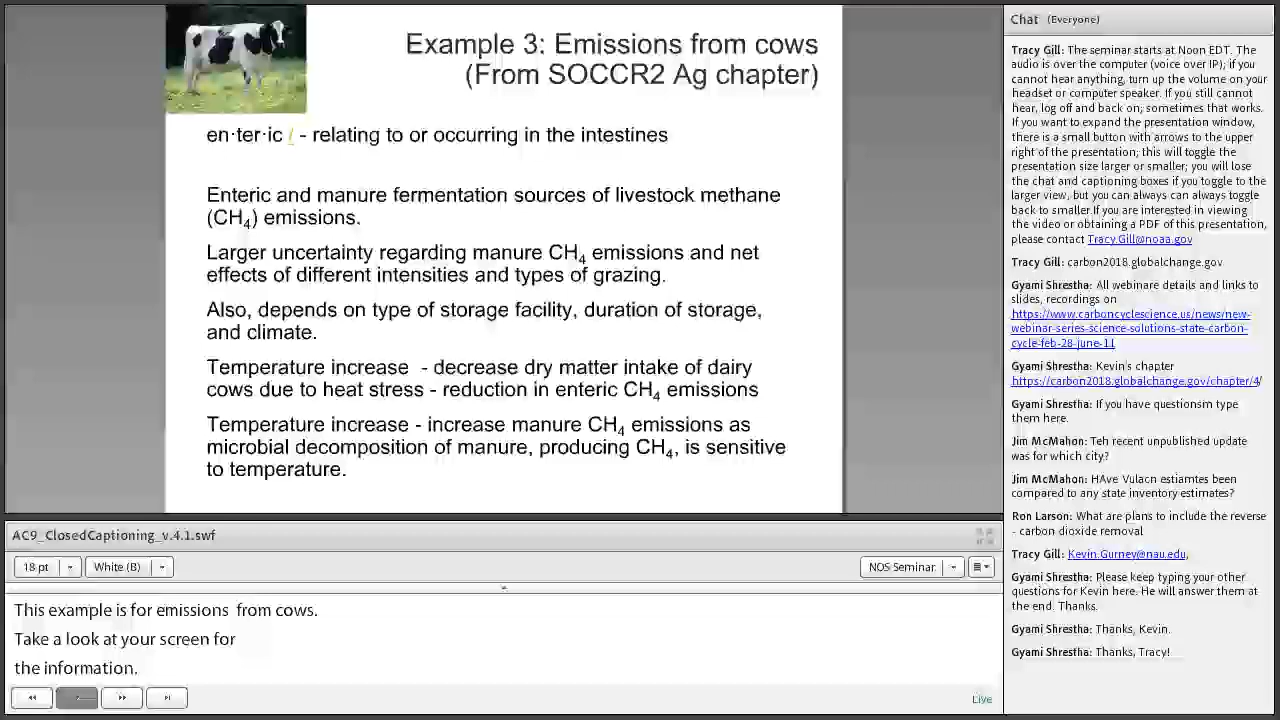 Example 3: Emissions from cows
(From SOCCR2 Ag chapter)
en·ter·ic / - relating to or occurring in the intestines
Enteric and manure fermentation sources of livestock methane
(CH4) emissions.
Larger uncertainty regarding manure CH4 emissions and net
effects of different intensities and types of grazing.
Also, depends on type of storage facility, duration of storage,
and climate.
Temperature increase - decrease dry matter intake of dairy
cows due to heat stress - reduction in enteric CH4 emissions
Temperature increase - increase manure CH4 emissions as
microbial decomposition of manure, producing CH4, is sensitive
to temperature.
AC9_ClosedCaptioning_v.4.1.swf
18 pt
White (B)
NOS Seminar
This example is for emissions from cows.
Take a look at your screen for
the information.
Live
Chat (Everyone)
Tracy Gill: The seminar starts at Noon EDT. The
audio is over the computer (voice over IP); if you
cannot hear anything, turn up the volume on your
headset or computer speaker. If you still cannot
hear, log off and back on, sometimes that works.
If you want to expand the presentation window,
there is a small button with arrows to the upper
right of the presentation; this will toggle the
presentation size larger or smaller; you will lose
the chat and captioning boxes if you toggle to the
larger view, but you can always can always toggle
back to smaller.If you are interested in viewing
the video or obtaining a PDF of this presentation,
please contact Tracy.Gill@noaa.gov
Tracy Gill: carbon2018.globalchange.gov
Gyami Shrestha: All webinare details and links to
slides, recordings on
https://www.carboncyclescience.us/news/new-
webinar-series-science-solutions-state-carbon-
cycle-feb-28-june-11
Gyami Shrestha: Kevin's chapter
https://carbon2018.globalchange.gov/chapter/4/
Gyami Shrestha: If you have questionsm type
them here.
Jim McMahon: Teh recent unpublished update
was for which city?
Jim McMahon: HAve Vulacn estiamtes been
compared to any state inventory estimates?
Ron Larson: What are plans to include the reverse
- carbon dioxide removal
Tracy Gill: Kevin.Gurney@nau.edu,
Gyami Shrestha: Please keep typing your other
questions for Kevin here. He will answer them at
the end. Thanks.
Gyami Shrestha: Thanks, Kevin.
Gyami Shrestha: Thanks, Tracy!